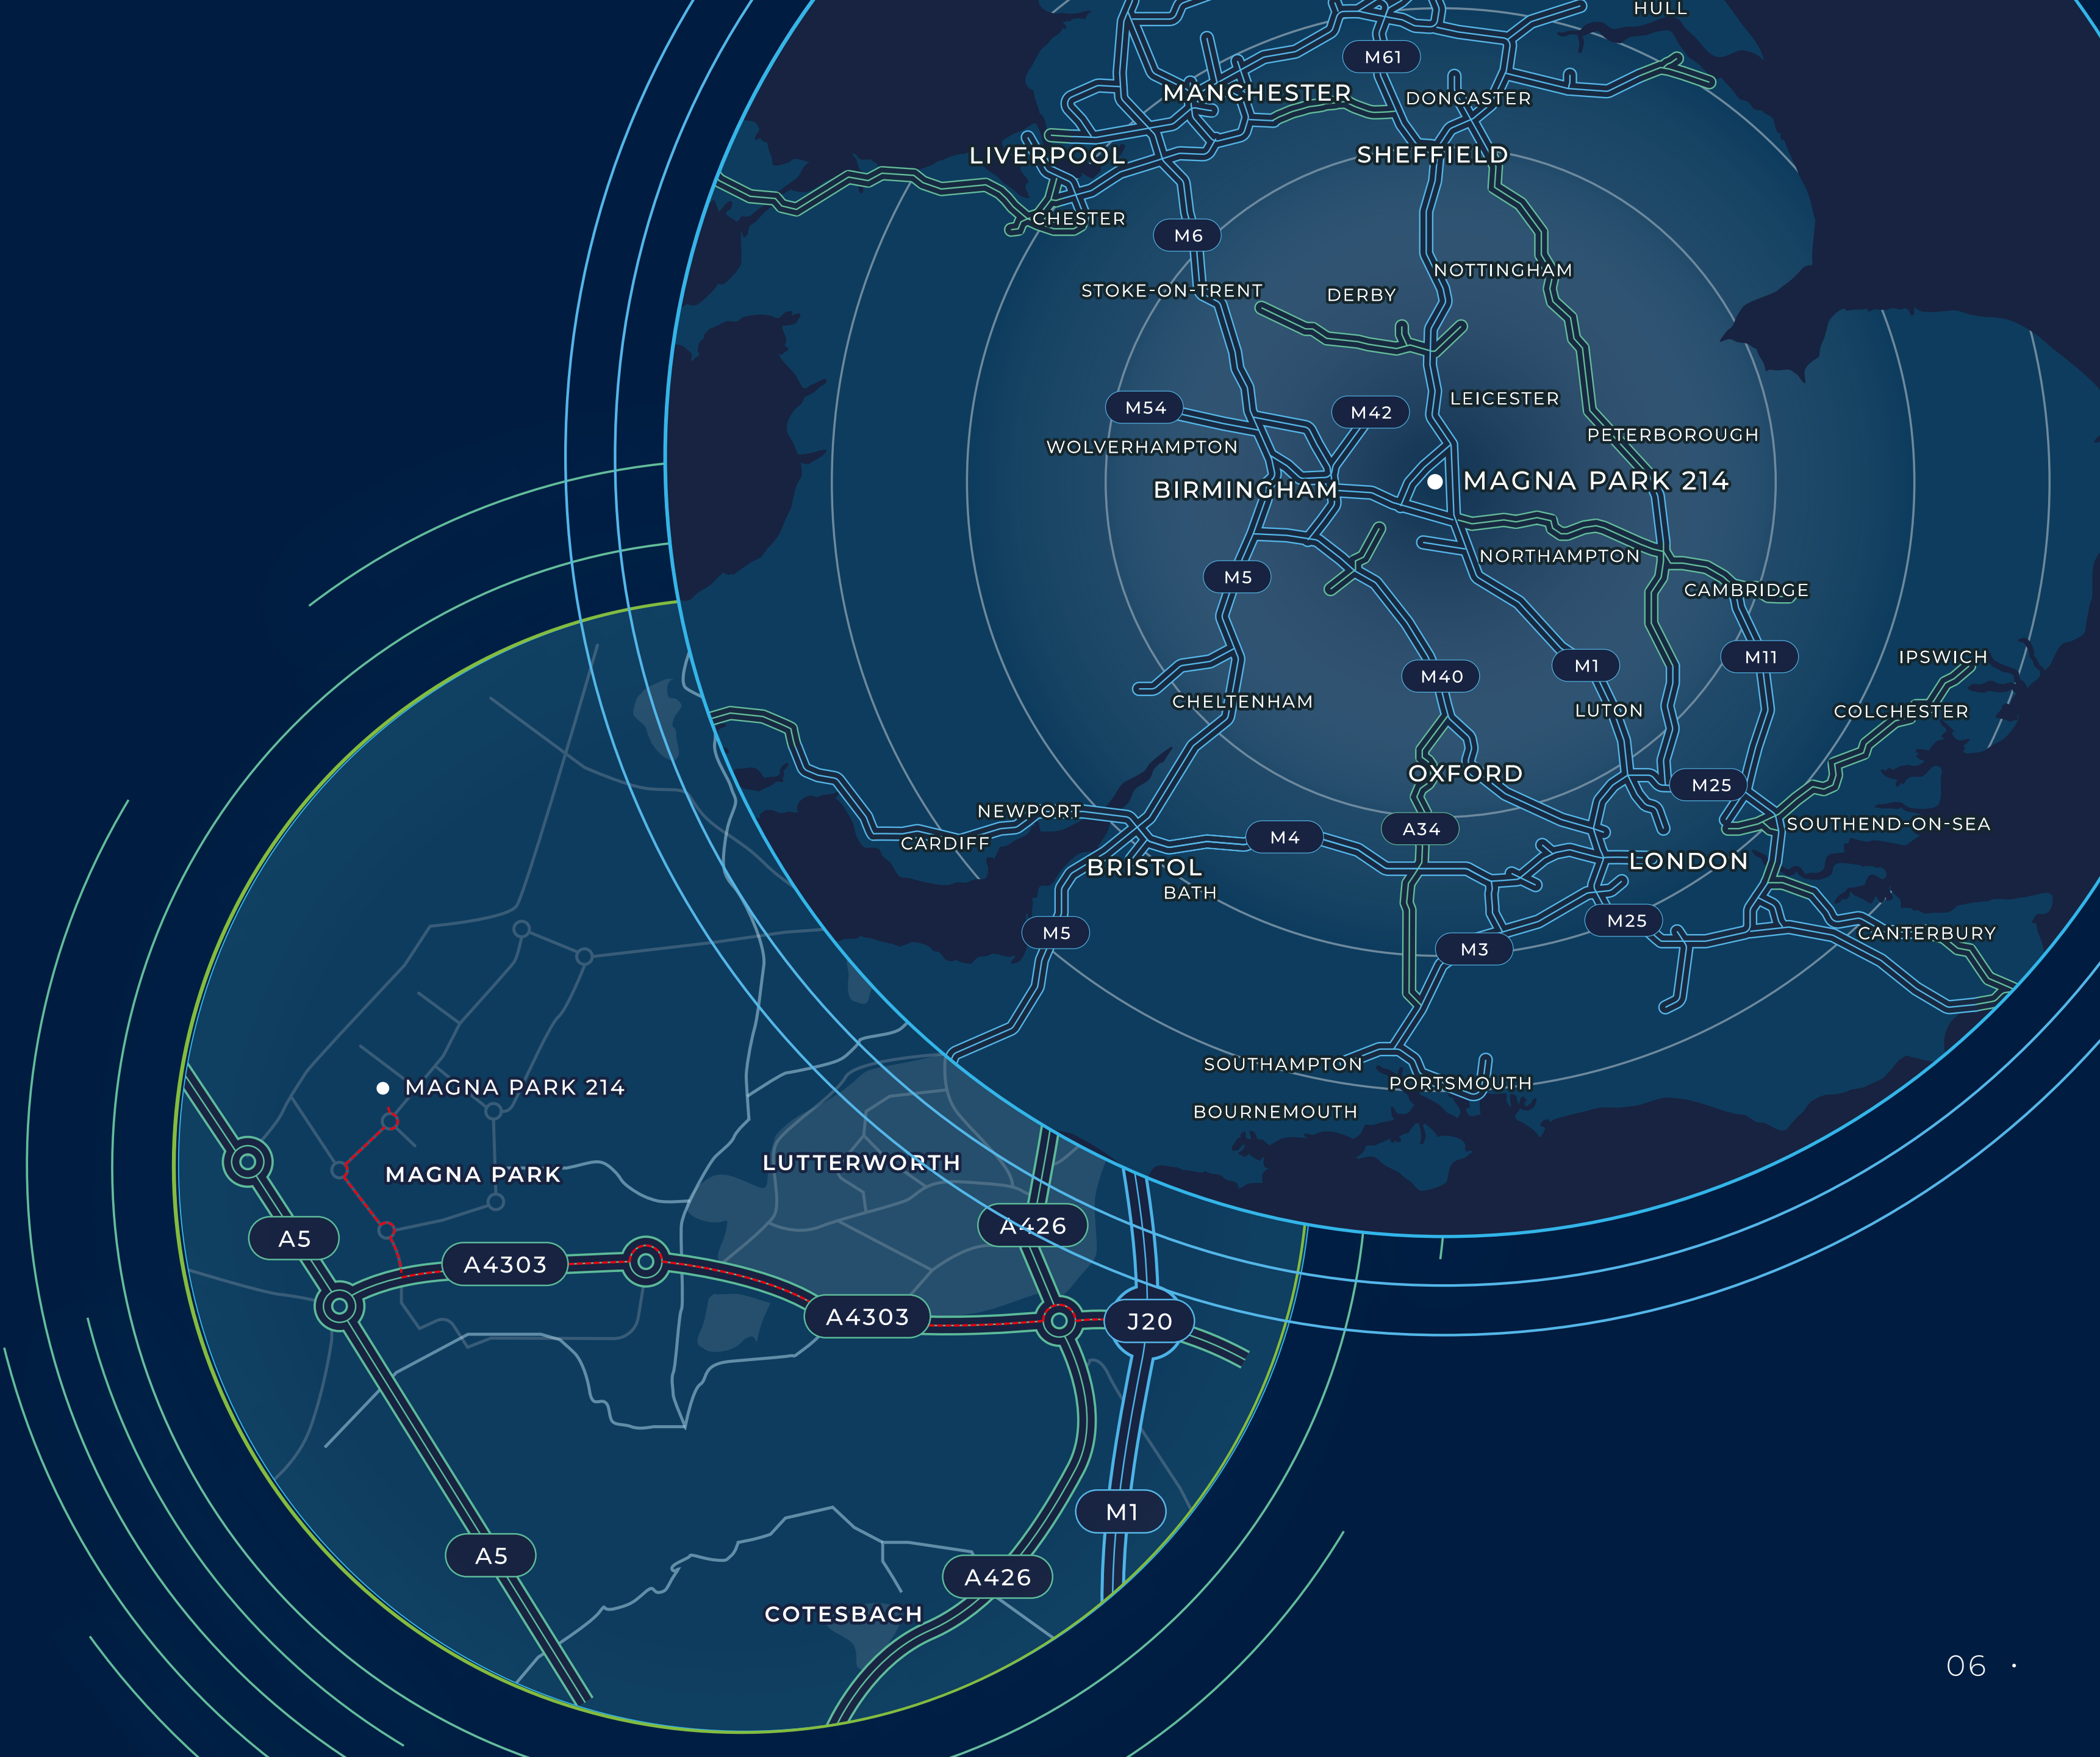 HULL
M61
MANCHESTER
DONCASTER
LIVERPOOL
SHEFFIELD
CHESTER
M6
NOTTINGHAM
STOKE-ON-TRENT
DERBY
LEICESTER
M54
M42
PETERBOROUGH
WOLVERHAMPTON
MAGNA PARK 214
BIRMINGHAM
NORTHAMPTON
M5
CAMBRIDGE
M11
IPSWICH
M1
M40
CHELTENHAM
LUTON
COLCHESTER
OXFORD
M25
NEWPORT
SOUTHEND-ON-SEA
A34
M4
CARDIFF
LONDON
BRISTOL
BATH
M25
M5
CANTERBURY
M3
SOUTHAMPTON
PORTSMOUTH
BOURNEMOUTH
MAGNA PARK 214
LUTTERWORTH
MAGNA PARK
A426
A5
A4303
A4303
J20
M1
A5
A426
COTESBACH
06 ·